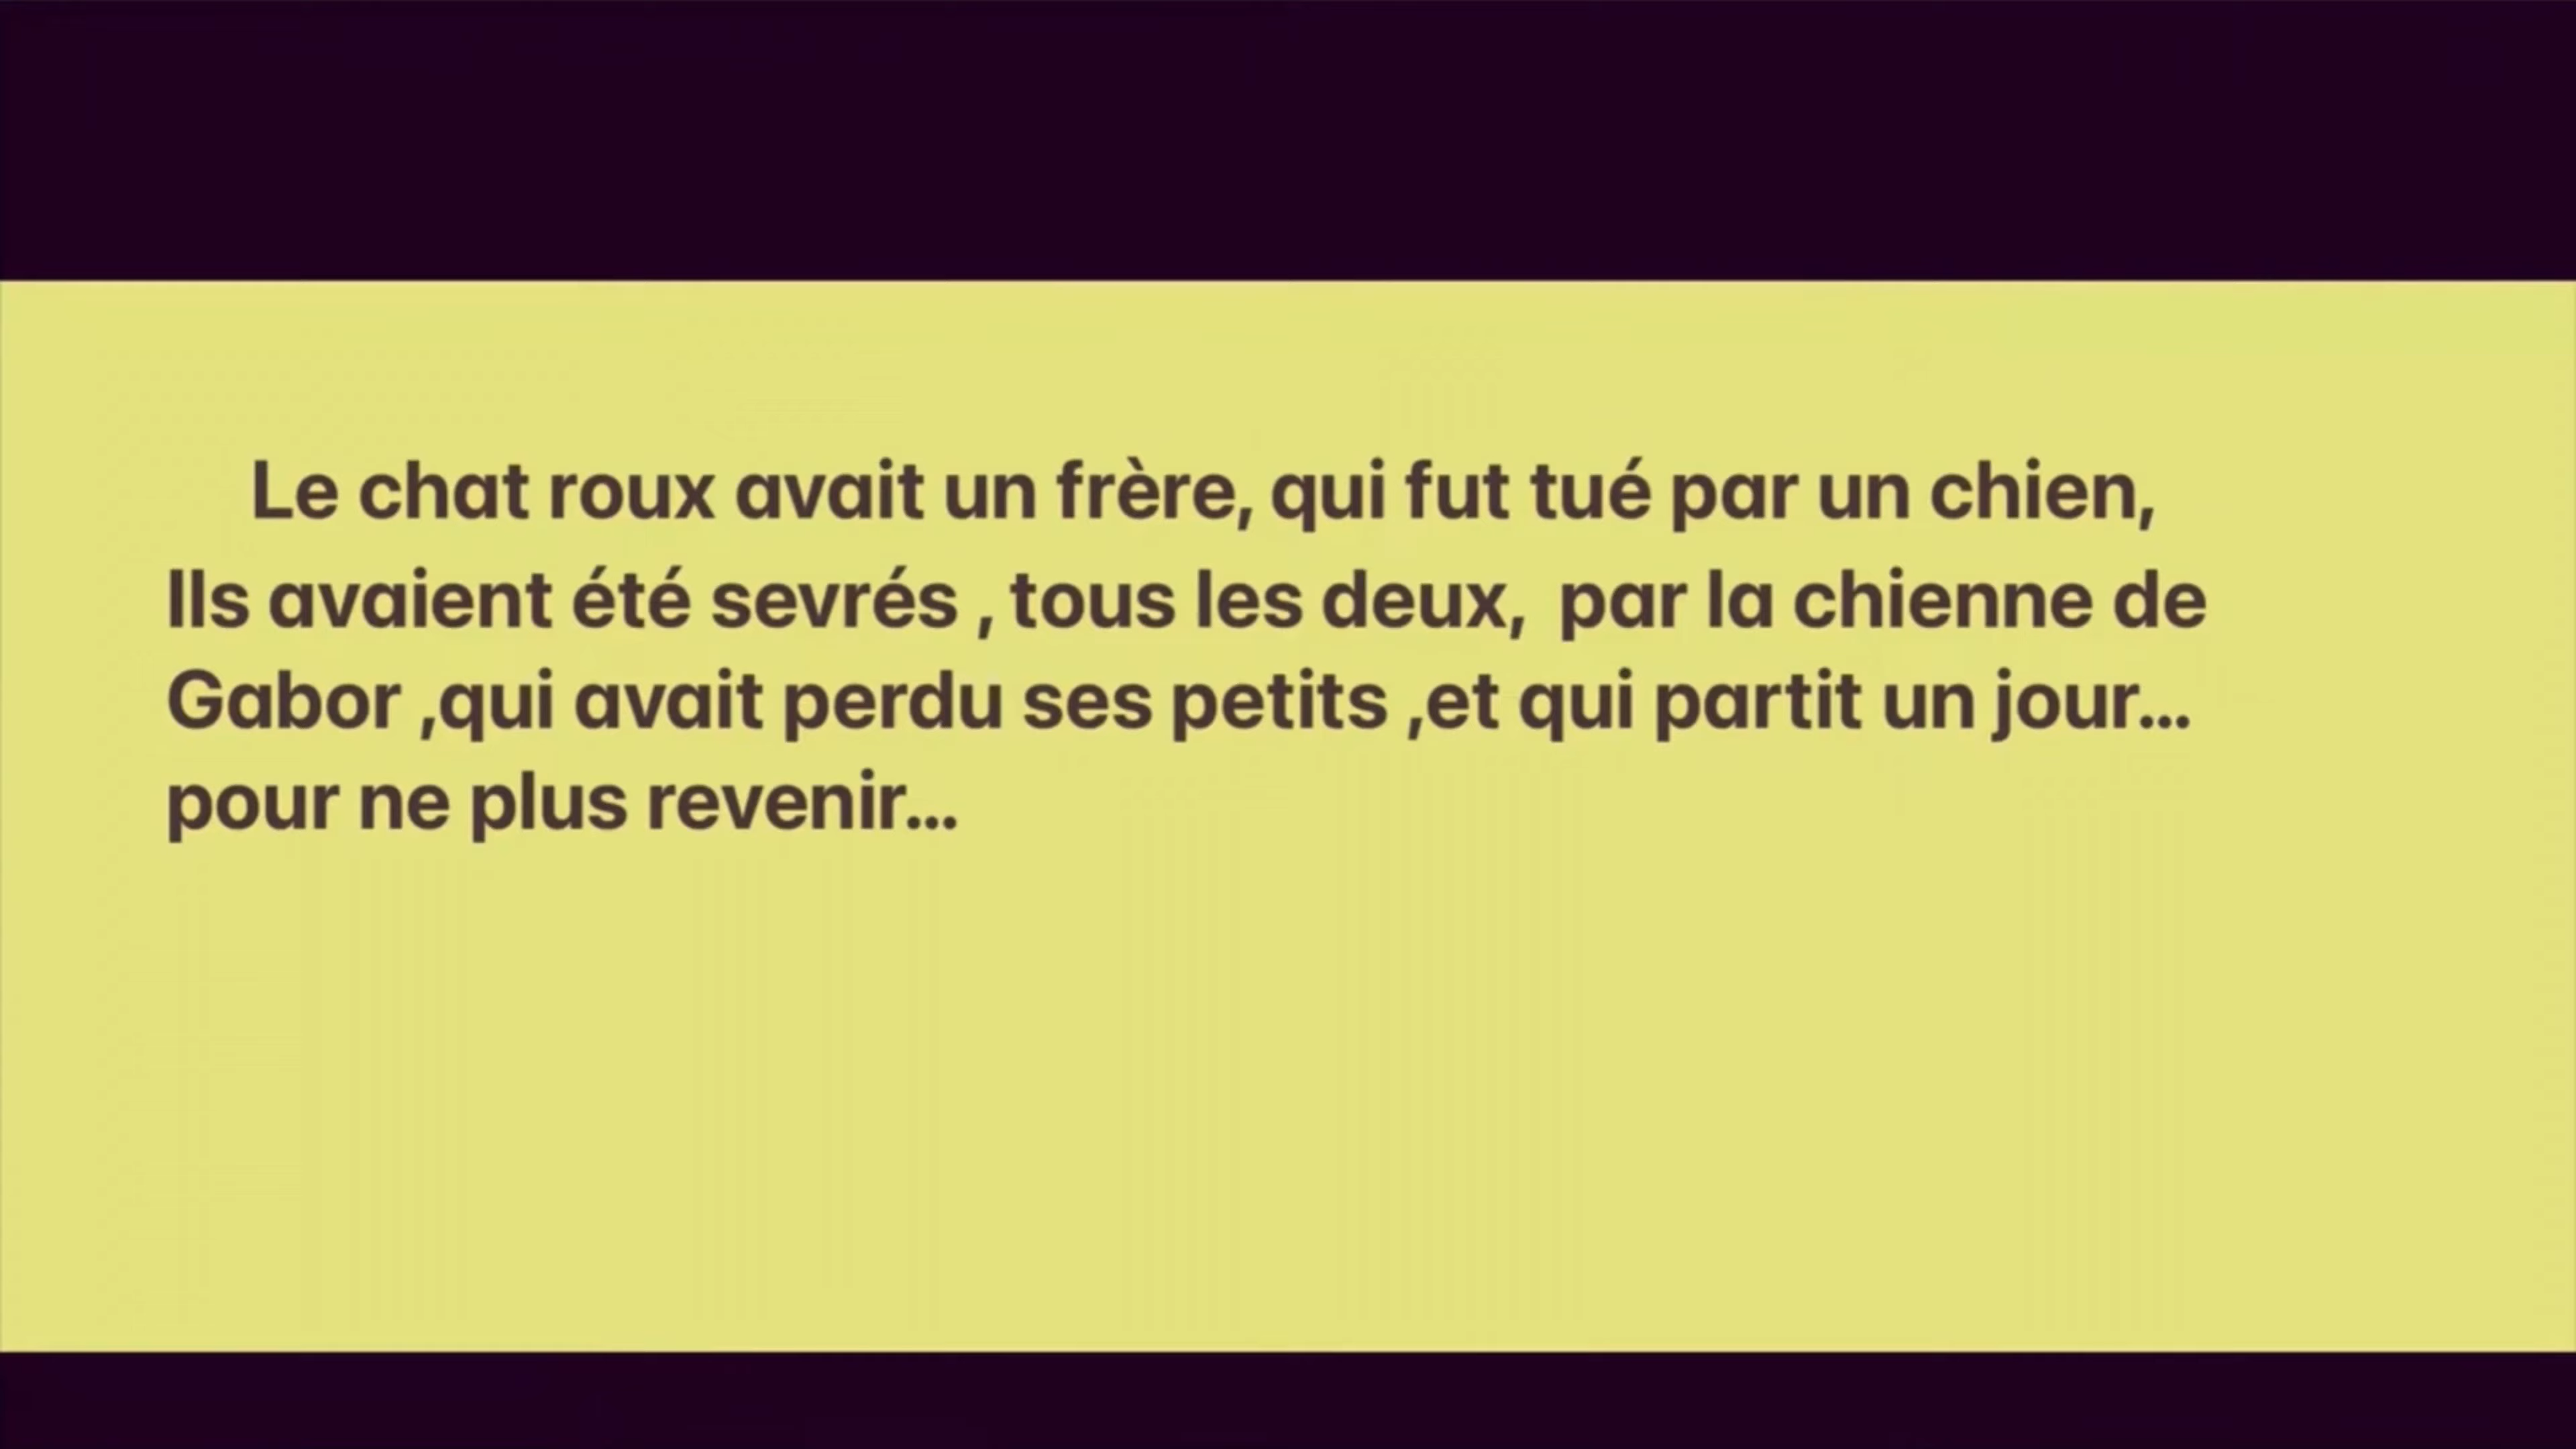 Le chat roux avait un frère, qui fut tué par un chien,
Ils avaient été sevrés , tous les deux,  par la chienne de
Gabor ,qui avait perdu ses petits ,et qui partit un jour...
pour ne plus revenir...